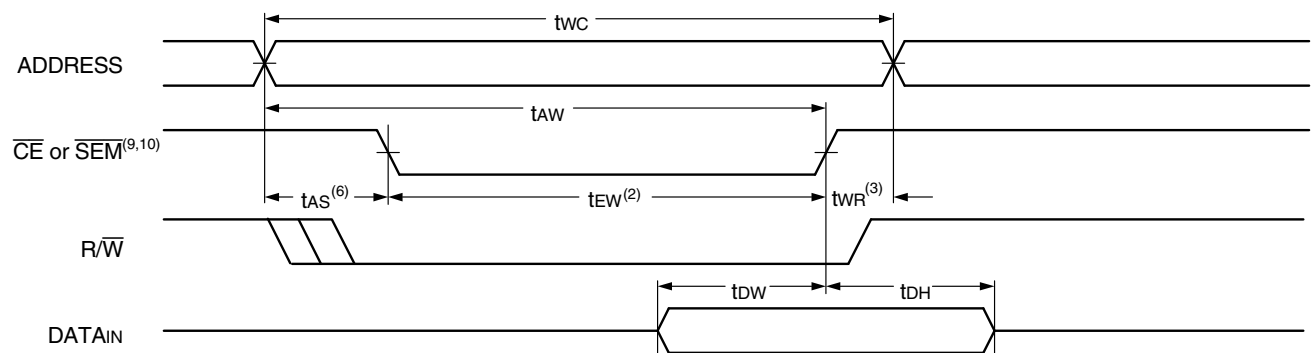 tWC
ADDRESS
tAW
CE or SEM(9,10)
tAS(6)
tEW(2)
tWR(3)
R/W
tDW
tDH
DATAIN